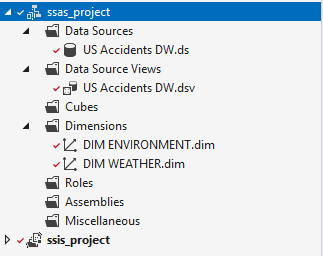 ssas_project
Data Sources
US Accidents DW.ds
Data Source Views
US Accidents DW.dsv
Cubes
Dimensions
DIM ENVIRONMENT.dim
DIM WEATHER.dim
Roles
Assemblies
Miscellaneous
ssis_project